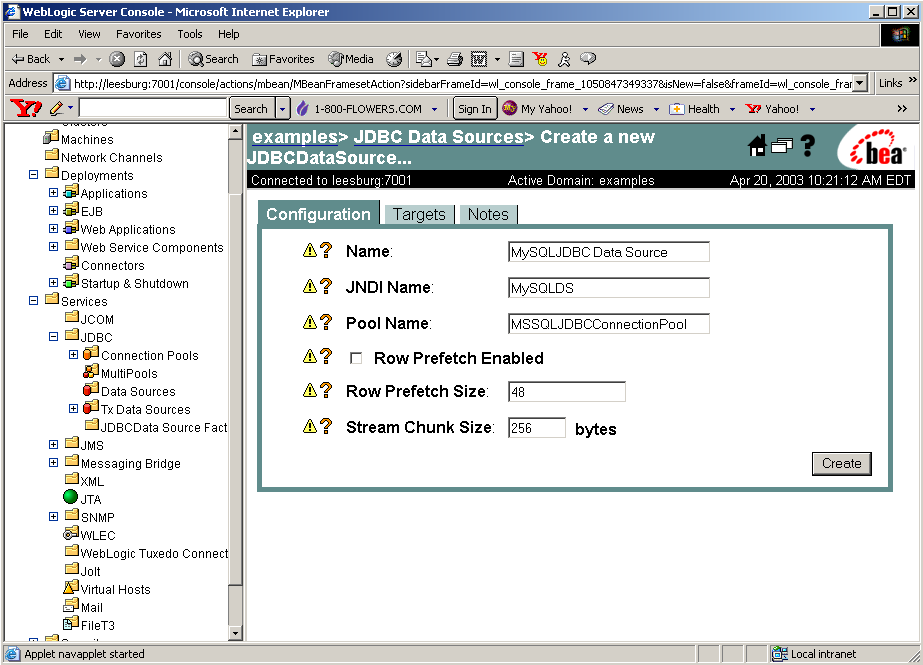 WebLogic Server Console - Microsoft Internet Explorer
File Edit View Favorites Tools Help
Back Search Favorites Media
Address http://leesburg:7001/console/actions/mbean/MBeanFramesetAction?sidebarFrameId=wl_console_frame_1050847349337&isNew=false&frameId=wl_console_fram Links »
Y! Search 1-800-FLOWERS.COM Sign In My Yahoo! News Health Yahoo! »
Machines
Network Channels
Deployments
Applications
EJB
Web Applications
Web Service Components
Connectors
Startup & Shutdown
Services
JCOM
JDBC
Connection Pools
MultiPools
Data Sources
Tx Data Sources
JDBCData Source Fact
JMS
Messaging Bridge
XML
JTA
SNMP
WLEC
WebLogic Tuxedo Connect
Jolt
Virtual Hosts
Mail
FileT3
examples> JDBC Data Sources> Create a new
JDBCDataSource...
? bea
Connected to leesburg:7001 Active Domain: examples Apr 20, 2003 10:21:12 AM EDT
Configuration Targets Notes
? Name: MySQLJDBC Data Source
? JNDI Name: MySQLDS
? Pool Name: MSSQLJDBCConnectionPool
? Row Prefetch Enabled
? Row Prefetch Size: 48
? Stream Chunk Size: 256 bytes
Create
Applet navapplet started Local intranet